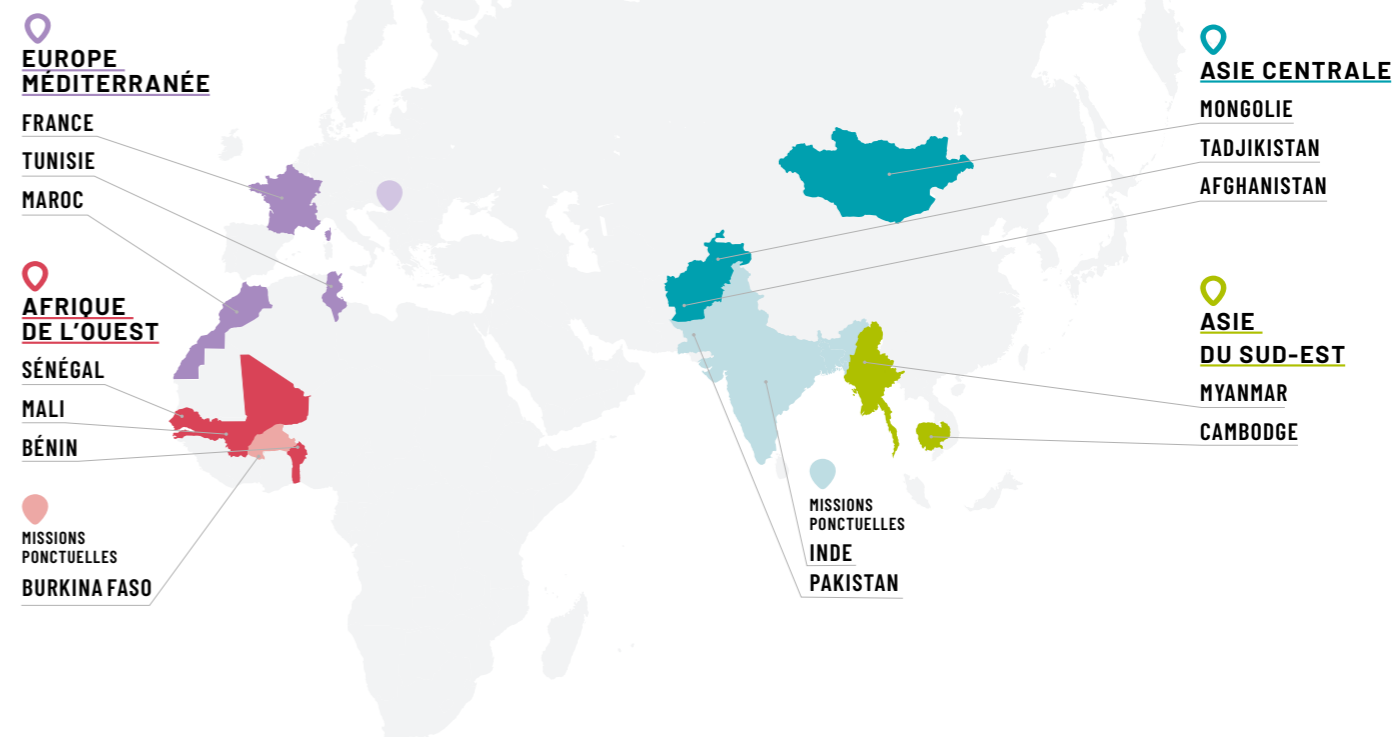 EUROPE
MÉDITERRANÉE
FRANCE
TUNISIE
MAROC
AFRIQUE
DE L'OUEST
SÉNÉGAL
MALI
BÉNIN
MISSIONS
PONCTUELLES
BURKINA FASO
MISSIONS
PONCTUELLES
INDE
PAKISTAN
ASIE CENTRALE
MONGOLIE
TADJIKISTAN
AFGHANISTAN
ASIE
DU SUD-EST
MYANMAR
CAMBODGE